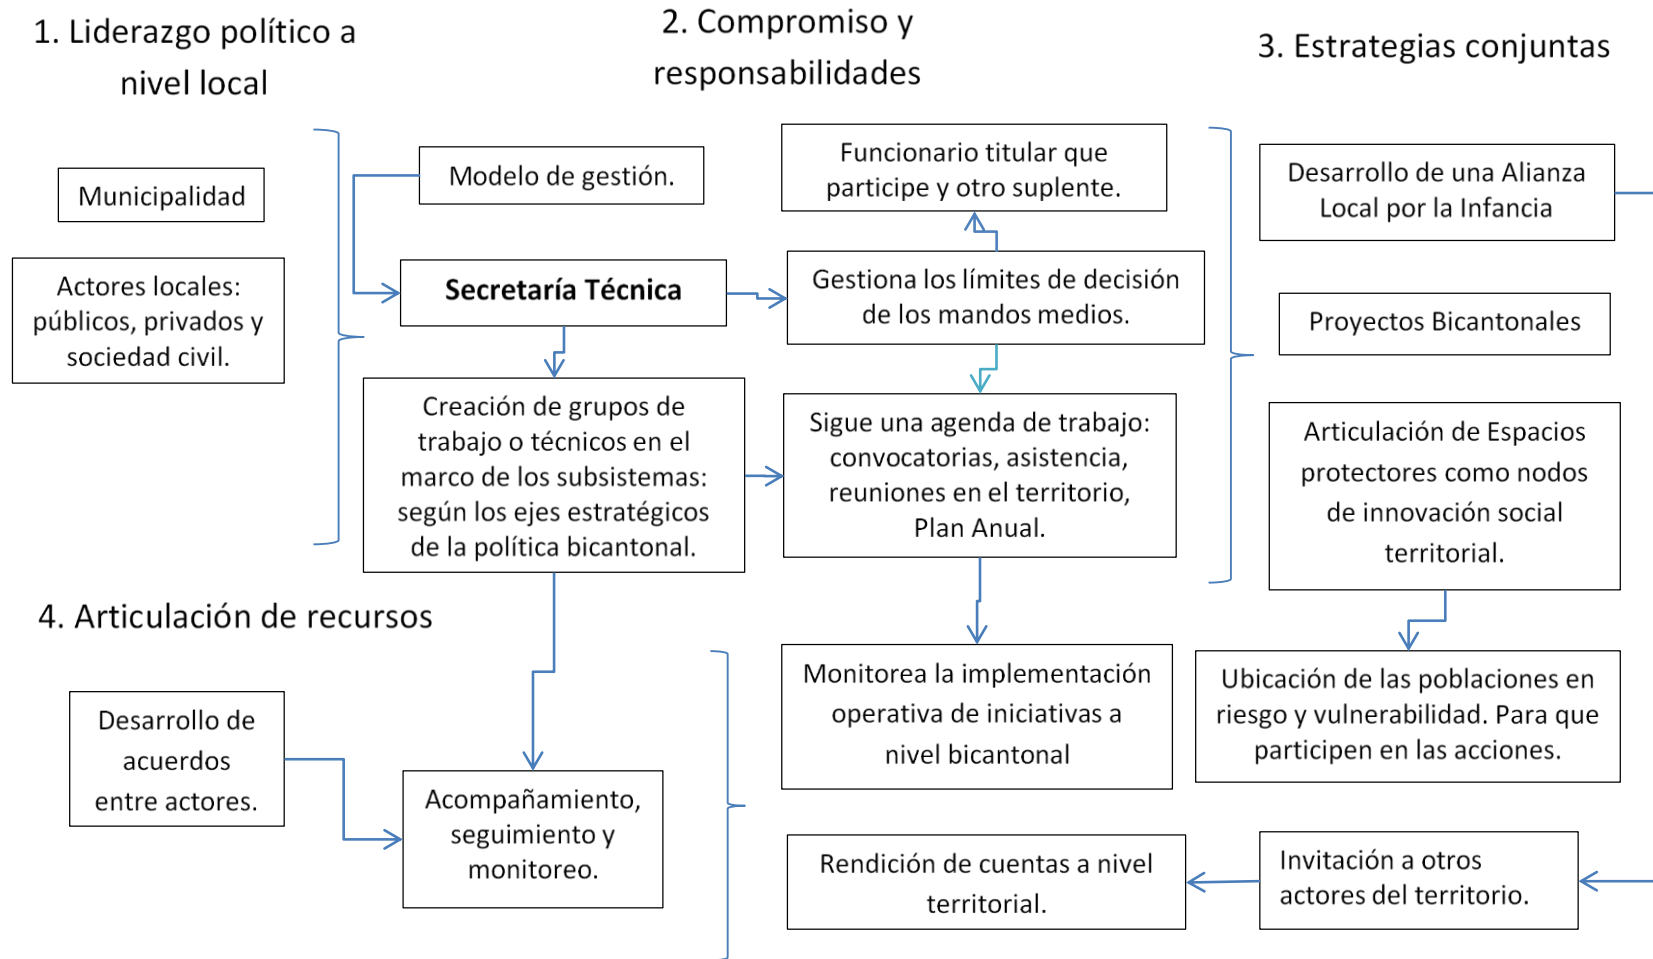 1. Liderazgo político a
nivel local
2. Compromiso y
responsabilidades
3. Estrategias conjuntas
Municipalidad
Actores locales:
públicos, privados y
sociedad civil.
Modelo de gestión.
Secretaría Técnica
Creación de grupos de
trabajo o técnicos en el
marco de los subsistemas:
según los ejes estratégicos
de la política bicantonal.
Funcionario titular que
participe y otro suplente.
Gestiona los límites de decisión
de los mandos medios.
Sigue una agenda de trabajo:
convocatorias, asistencia,
reuniones en el territorio,
Plan Anual.
Desarrollo de una Alianza
Local por la Infancia
Proyectos Bicantonales
Articulación de Espacios
protectores como nodos
de innovación social
territorial.
4. Articulación de recursos
Desarrollo de
acuerdos
entre actores.
Acompañamiento,
seguimiento y
monitoreo.
Monitorea la implementación
operativa de iniciativas a
nivel bicantonal
Ubicación de las poblaciones en
riesgo y vulnerabilidad. Para que
participen en las acciones.
Rendición de cuentas a nivel
territorial.
Invitación a otros
actores del territorio.